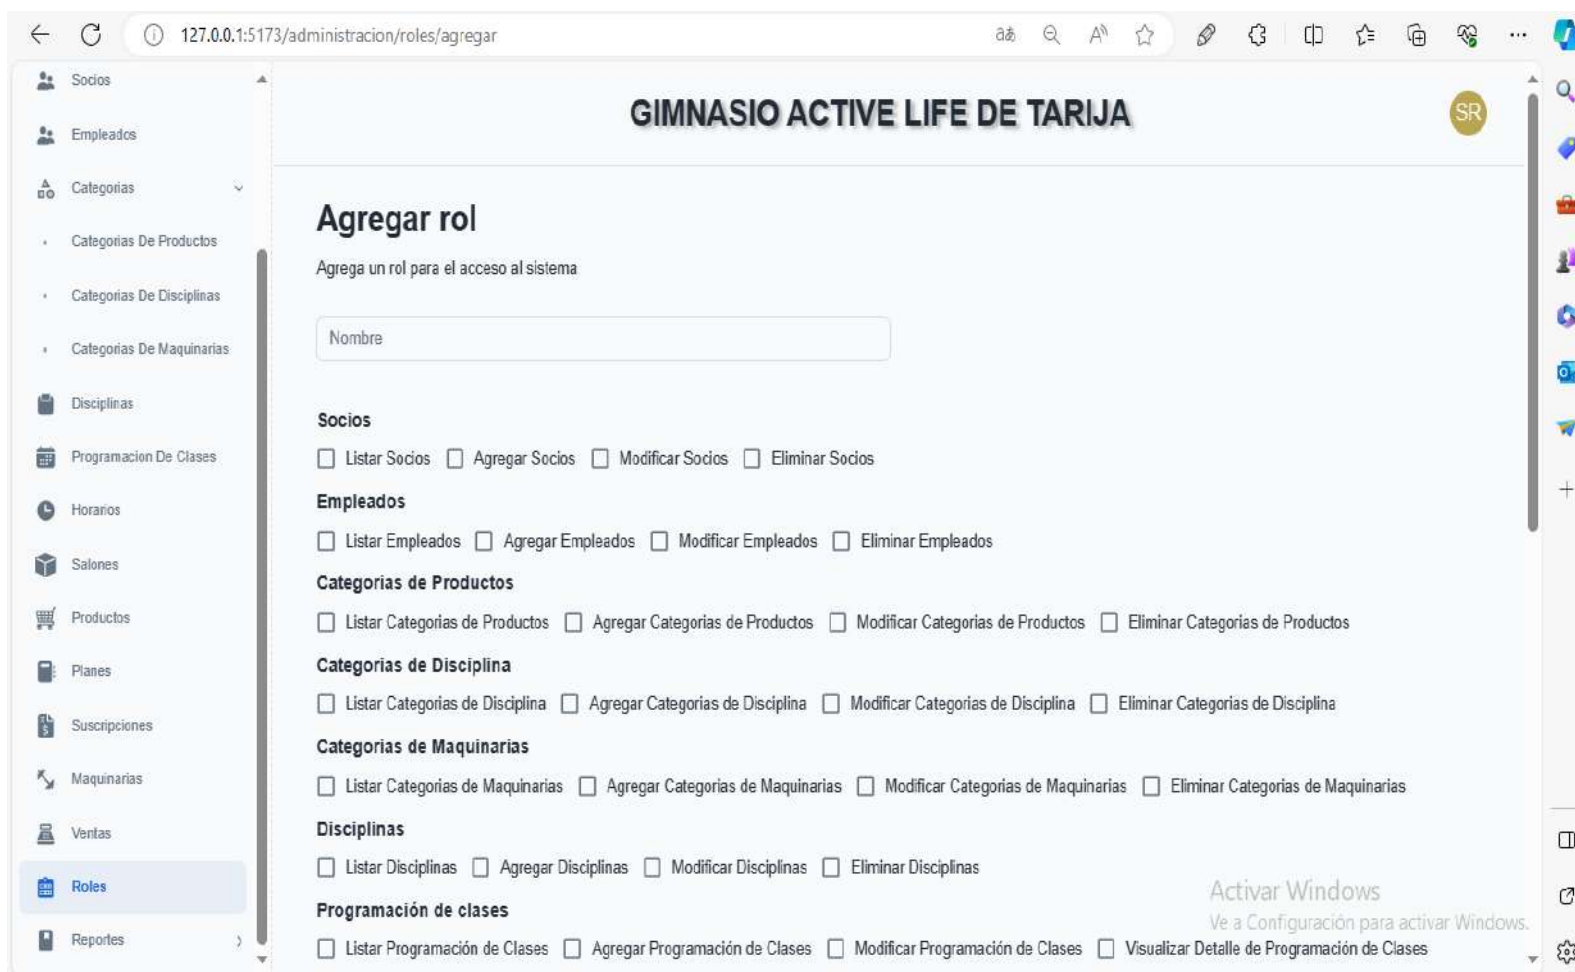 127.0.0.1:5173/administracion/roles/agregar
Socios
Empleados
Categorias
Categorias De Productos
Categorias De Disciplinas
Categorias De Maquinarias
Disciplinas
Programacion De Clases
Horarios
Salones
Productos
Planes
Suscripciones
Maquinarias
Ventas
Roles
Reportes
GIMNASIO ACTIVE LIFE DE TARIJA
SR
Agregar rol
Agrega un rol para el acceso al sistema
Nombre
Socios
Listar Socios Agregar Socios Modificar Socios Eliminar Socios
Empleados
Listar Empleados Agregar Empleados Modificar Empleados Eliminar Empleados
Categorias de Productos
Listar Categorias de Productos Agregar Categorias de Productos Modificar Categorias de Productos Eliminar Categorias de Productos
Categorias de Disciplina
Listar Categorias de Disciplina Agregar Categorias de Disciplina Modificar Categorias de Disciplina Eliminar Categorias de Disciplina
Categorias de Maquinarias
Listar Categorias de Maquinarias Agregar Categorias de Maquinarias Modificar Categorias de Maquinarias Eliminar Categorias de Maquinarias
Disciplinas
Listar Disciplinas Agregar Disciplinas Modificar Disciplinas Eliminar Disciplinas
Programación de clases
Listar Programación de Clases Agregar Programación de Clases Modificar Programación de Clases Visualizar Detalle de Programación de Clases
Activar Windows
Ve a Configuración para activar Windows.